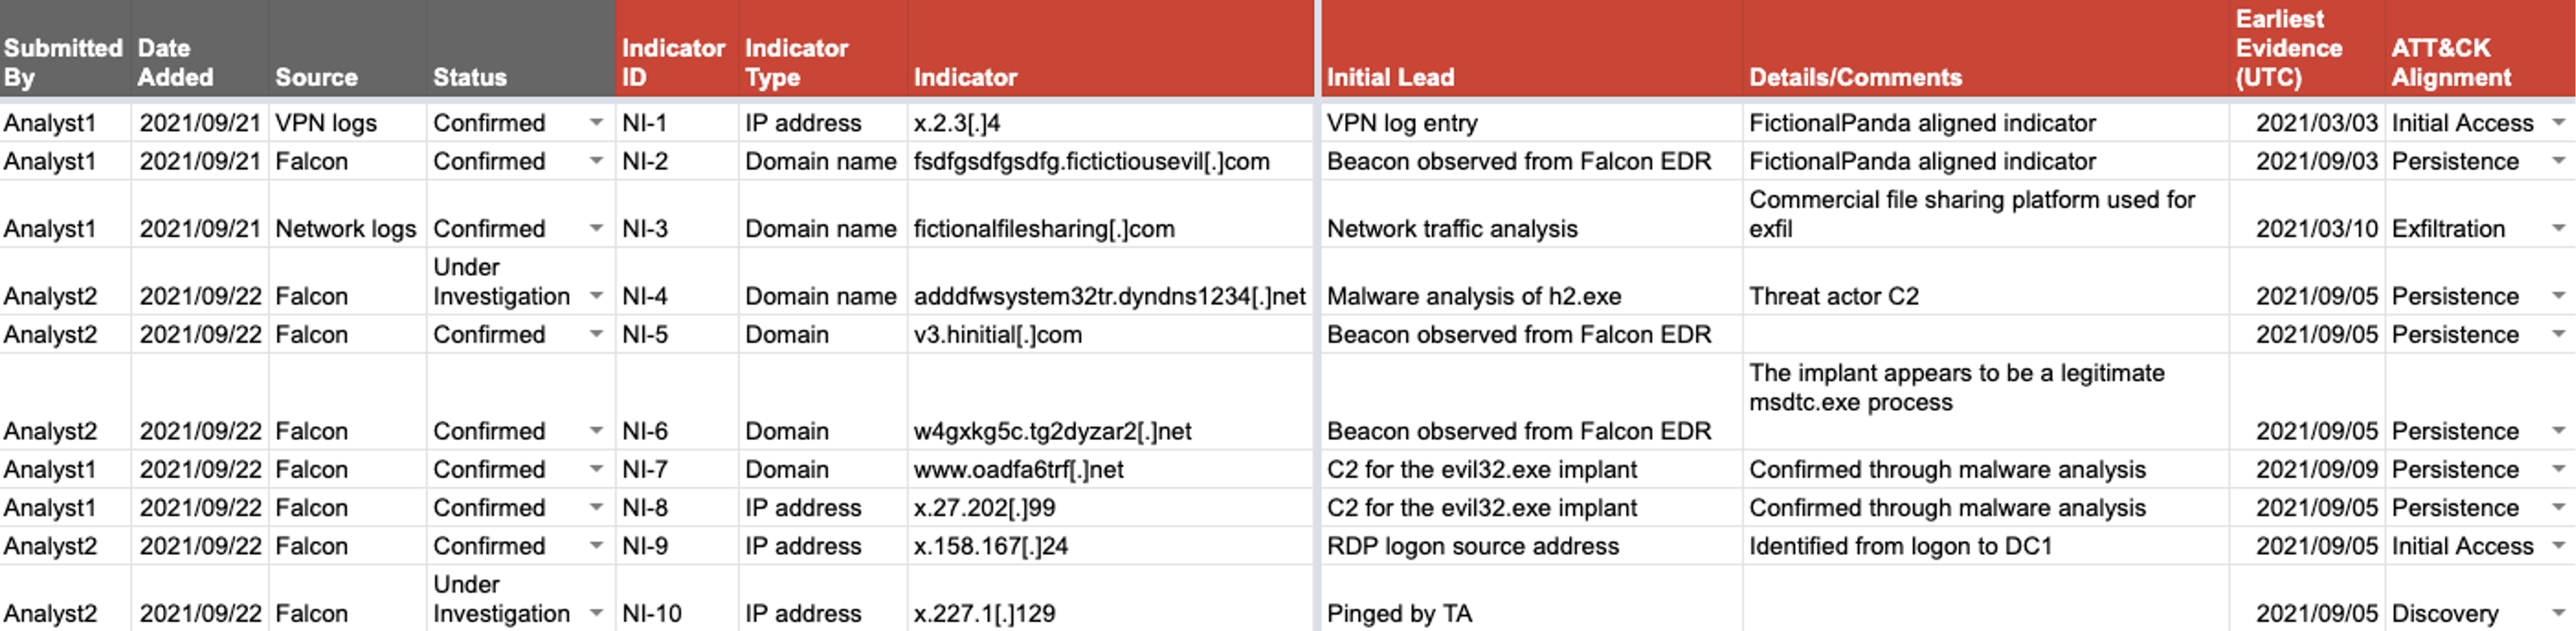 Submitted By Date Added Source Status Indicator ID Indicator Type Indicator Initial Lead Details/Comments Earliest Evidence (UTC) ATT&CK Alignment
Analyst1 2021/09/21 VPN logs Confirmed NI-1 IP address x.2.3[.]4 VPN log entry FictionalPanda aligned indicator 2021/03/03 Initial Access
Analyst1 2021/09/21 Falcon Confirmed NI-2 Domain name fsdfgsdfgsdfg.fictictiousevil[.]com Beacon observed from Falcon EDR FictionalPanda aligned indicator 2021/09/03 Persistence
Analyst1 2021/09/21 Network logs Confirmed NI-3 Domain name fictionalfilesharing[.]com Network traffic analysis Commercial file sharing platform used for exfil 2021/03/10 Exfiltration
Analyst2 2021/09/22 Falcon Under Investigation NI-4 Domain name adddfwsystem32tr.dyndns1234[.]net Malware analysis of h2.exe Threat actor C2 2021/09/05 Persistence
Analyst2 2021/09/22 Falcon Confirmed NI-5 Domain v3.hinitial[.]com Beacon observed from Falcon EDR 2021/09/05 Persistence
Analyst2 2021/09/22 Falcon Confirmed NI-6 Domain w4gxkg5c.tg2dyzar2[.]net Beacon observed from Falcon EDR The implant appears to be a legitimate msdtc.exe process 2021/09/05 Persistence
Analyst1 2021/09/22 Falcon Confirmed NI-7 Domain www.oadfa6trf[.]net C2 for the evil32.exe implant Confirmed through malware analysis 2021/09/09 Persistence
Analyst1 2021/09/22 Falcon Confirmed NI-8 IP address x.27.202[.]99 C2 for the evil32.exe implant Confirmed through malware analysis 2021/09/05 Persistence
Analyst2 2021/09/22 Falcon Confirmed NI-9 IP address x.158.167[.]24 RDP logon source address Identified from logon to DC1 2021/09/05 Initial Access
Analyst2 2021/09/22 Falcon Under Investigation NI-10 IP address x.227.1[.]129 Pinged by TA 2021/09/05 Discovery